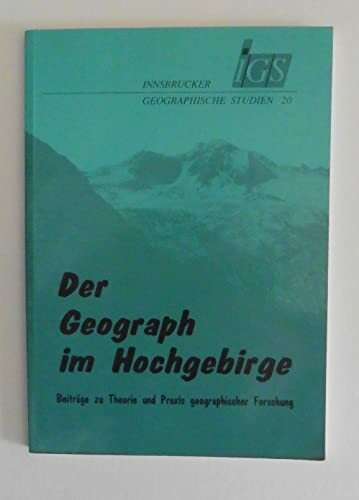 iGS
INNSBRUCKER
GEOGRAPHISCHE STUDIEN 20
Der
Geograph
im Hochgebirge
Beiträge zu Theorie und Praxis geographischer Forschung